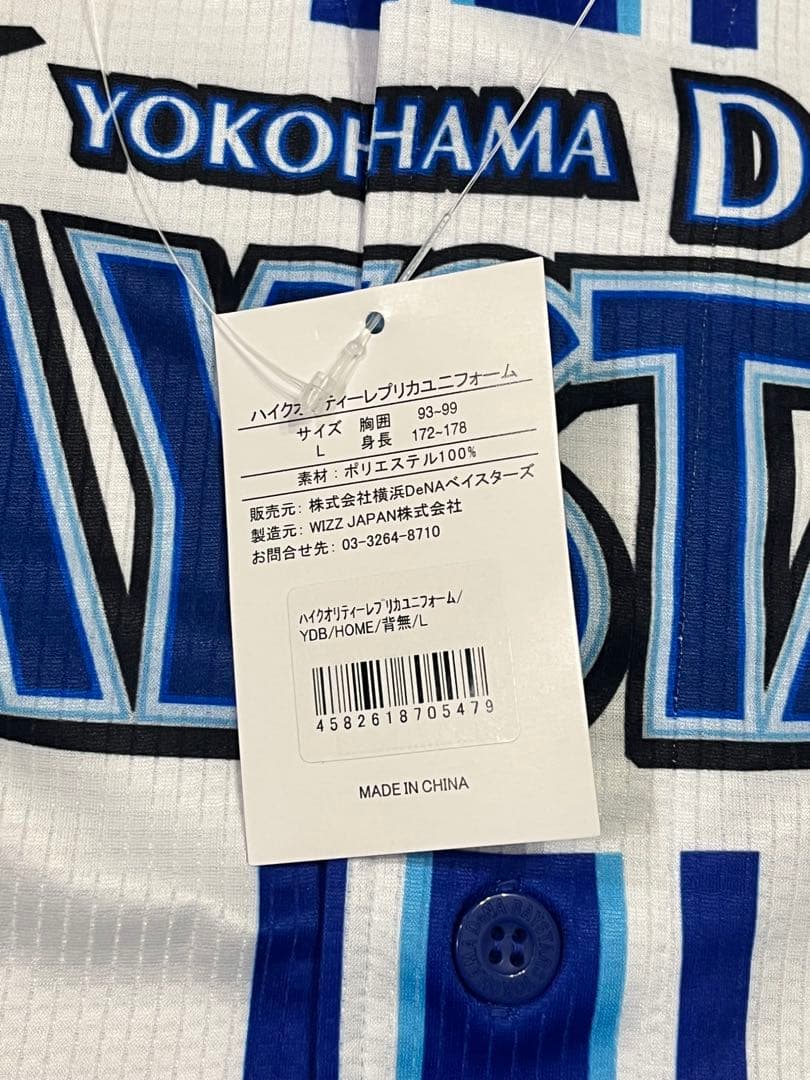 YOKOHAMA D
YSTA
ハイクオリティーレプリカユニフォーム
サイズ 胸囲 93~99
L 身長 172~178
素材：ポリエステル100%
販売元：株式会社横浜DeNAベイスターズ
製造元：WIZZ JAPAN株式会社
お問合せ先：03-3264-8710
ﾊｲｸｵﾘﾃｨｰﾚﾌﾟﾘｶﾕﾆﾌｫｰﾑ/
YDB/HOME/背無/L
4582618705479
MADE IN CHINA